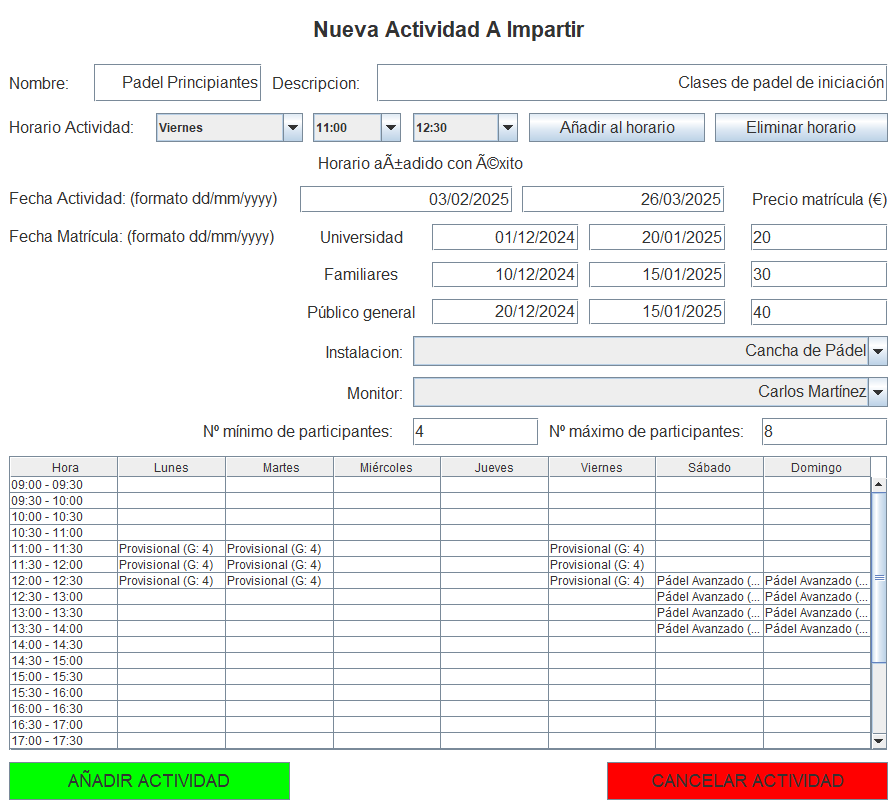 Nueva Actividad A Impartir
Nombre: Padel Principiantes Descripcion: Clases de padel de iniciación
Horario Actividad: Viernes 11:00 12:30 Añadir al horario Eliminar horario
Horario aÃ±adido con Ã©xito
Fecha Actividad: (formato dd/mm/yyyy) 03/02/2025 26/03/2025 Precio matrícula (€)
Fecha Matrícula: (formato dd/mm/yyyy) Universidad 01/12/2024 20/01/2025 20
Familiares 10/12/2024 15/01/2025 30
Público general 20/12/2024 15/01/2025 40
Instalacion: Cancha de Pádel
Monitor: Carlos Martínez
Nº mínimo de participantes: 4 Nº máximo de participantes: 8
Hora Lunes Martes Miércoles Jueves Viernes Sábado Domingo
09:00 - 09:30
09:30 - 10:00
10:00 - 10:30
10:30 - 11:00
11:00 - 11:30 Provisional (G: 4) Provisional (G: 4) Provisional (G: 4)
11:30 - 12:00 Provisional (G: 4) Provisional (G: 4) Provisional (G: 4)
12:00 - 12:30 Provisional (G: 4) Provisional (G: 4) Provisional (G: 4) Pádel Avanzado (... Pádel Avanzado (...
12:30 - 13:00 Pádel Avanzado (... Pádel Avanzado (...
13:00 - 13:30 Pádel Avanzado (... Pádel Avanzado (...
13:30 - 14:00 Pádel Avanzado (... Pádel Avanzado (...
14:00 - 14:30
14:30 - 15:00
15:00 - 15:30
15:30 - 16:00
16:00 - 16:30
16:30 - 17:00
17:00 - 17:30
AÑADIR ACTIVIDAD CANCELAR ACTIVIDAD